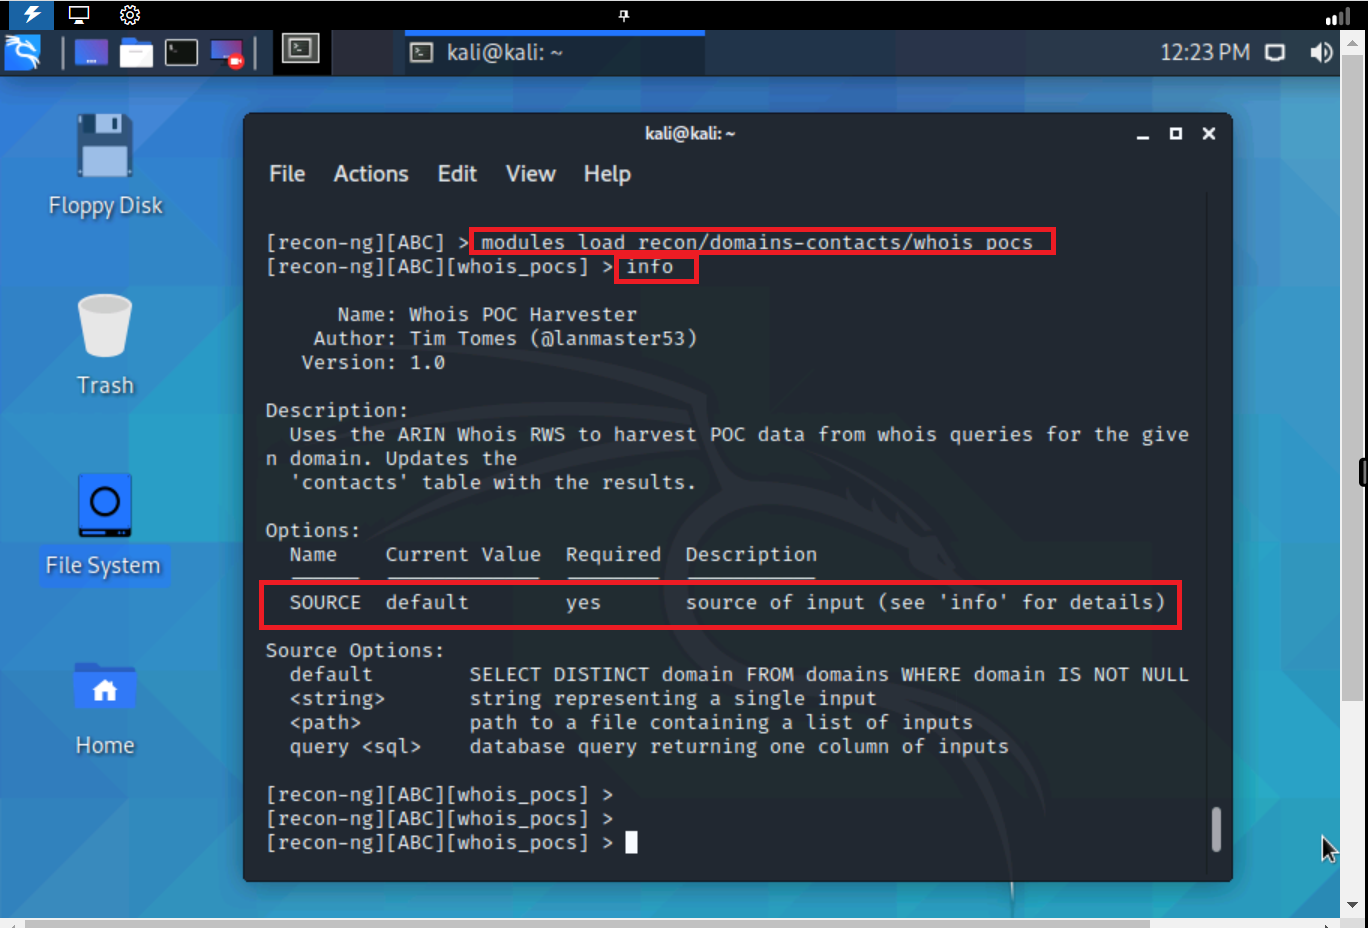 kali@kali: ~
12:23 PM
Floppy Disk
Trash
File System
Home
kali@kali: ~
File Actions Edit View Help
[recon-ng][ABC] > modules load recon/domains-contacts/whois_pocs
[recon-ng][ABC][whois_pocs] > info
Name: Whois POC Harvester
Author: Tim Tomes (@lanmaster53)
Version: 1.0
Description:
Uses the ARIN Whois RWS to harvest POC data from whois queries for the give
n domain. Updates the
'contacts' table with the results.
Options:
Name Current Value Required Description
SOURCE default yes source of input (see 'info' for details)
Source Options:
default SELECT DISTINCT domain FROM domains WHERE domain IS NOT NULL
<string> string representing a single input
<path> path to a file containing a list of inputs
query <sql> database query returning one column of inputs
[recon-ng][ABC][whois_pocs] >
[recon-ng][ABC][whois_pocs] >
[recon-ng][ABC][whois_pocs] >